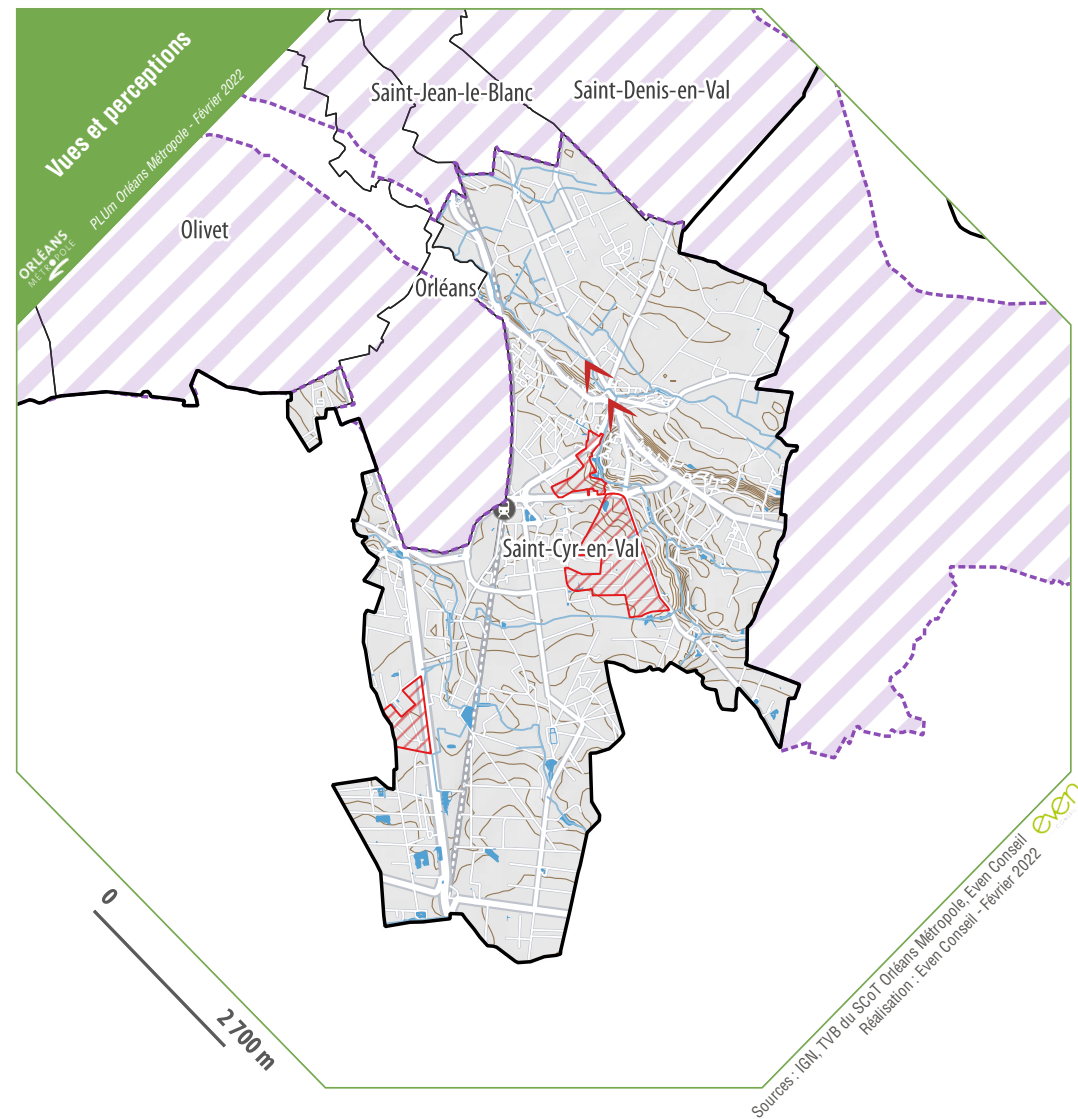 Vues et perceptions
PLUm Orléans Métropole - Février 2022
ORLÉANS
MÉTROPOLE
Saint-Jean-le-Blanc
Saint-Denis-en-Val
Olivet
Orléans
Saint-Cyr-en-Val
0
2 700 m
Sources : IGN, TVB du SCoT Orléans Métropole, Even Conseil
Réalisation : Even Conseil - Février 2022
even